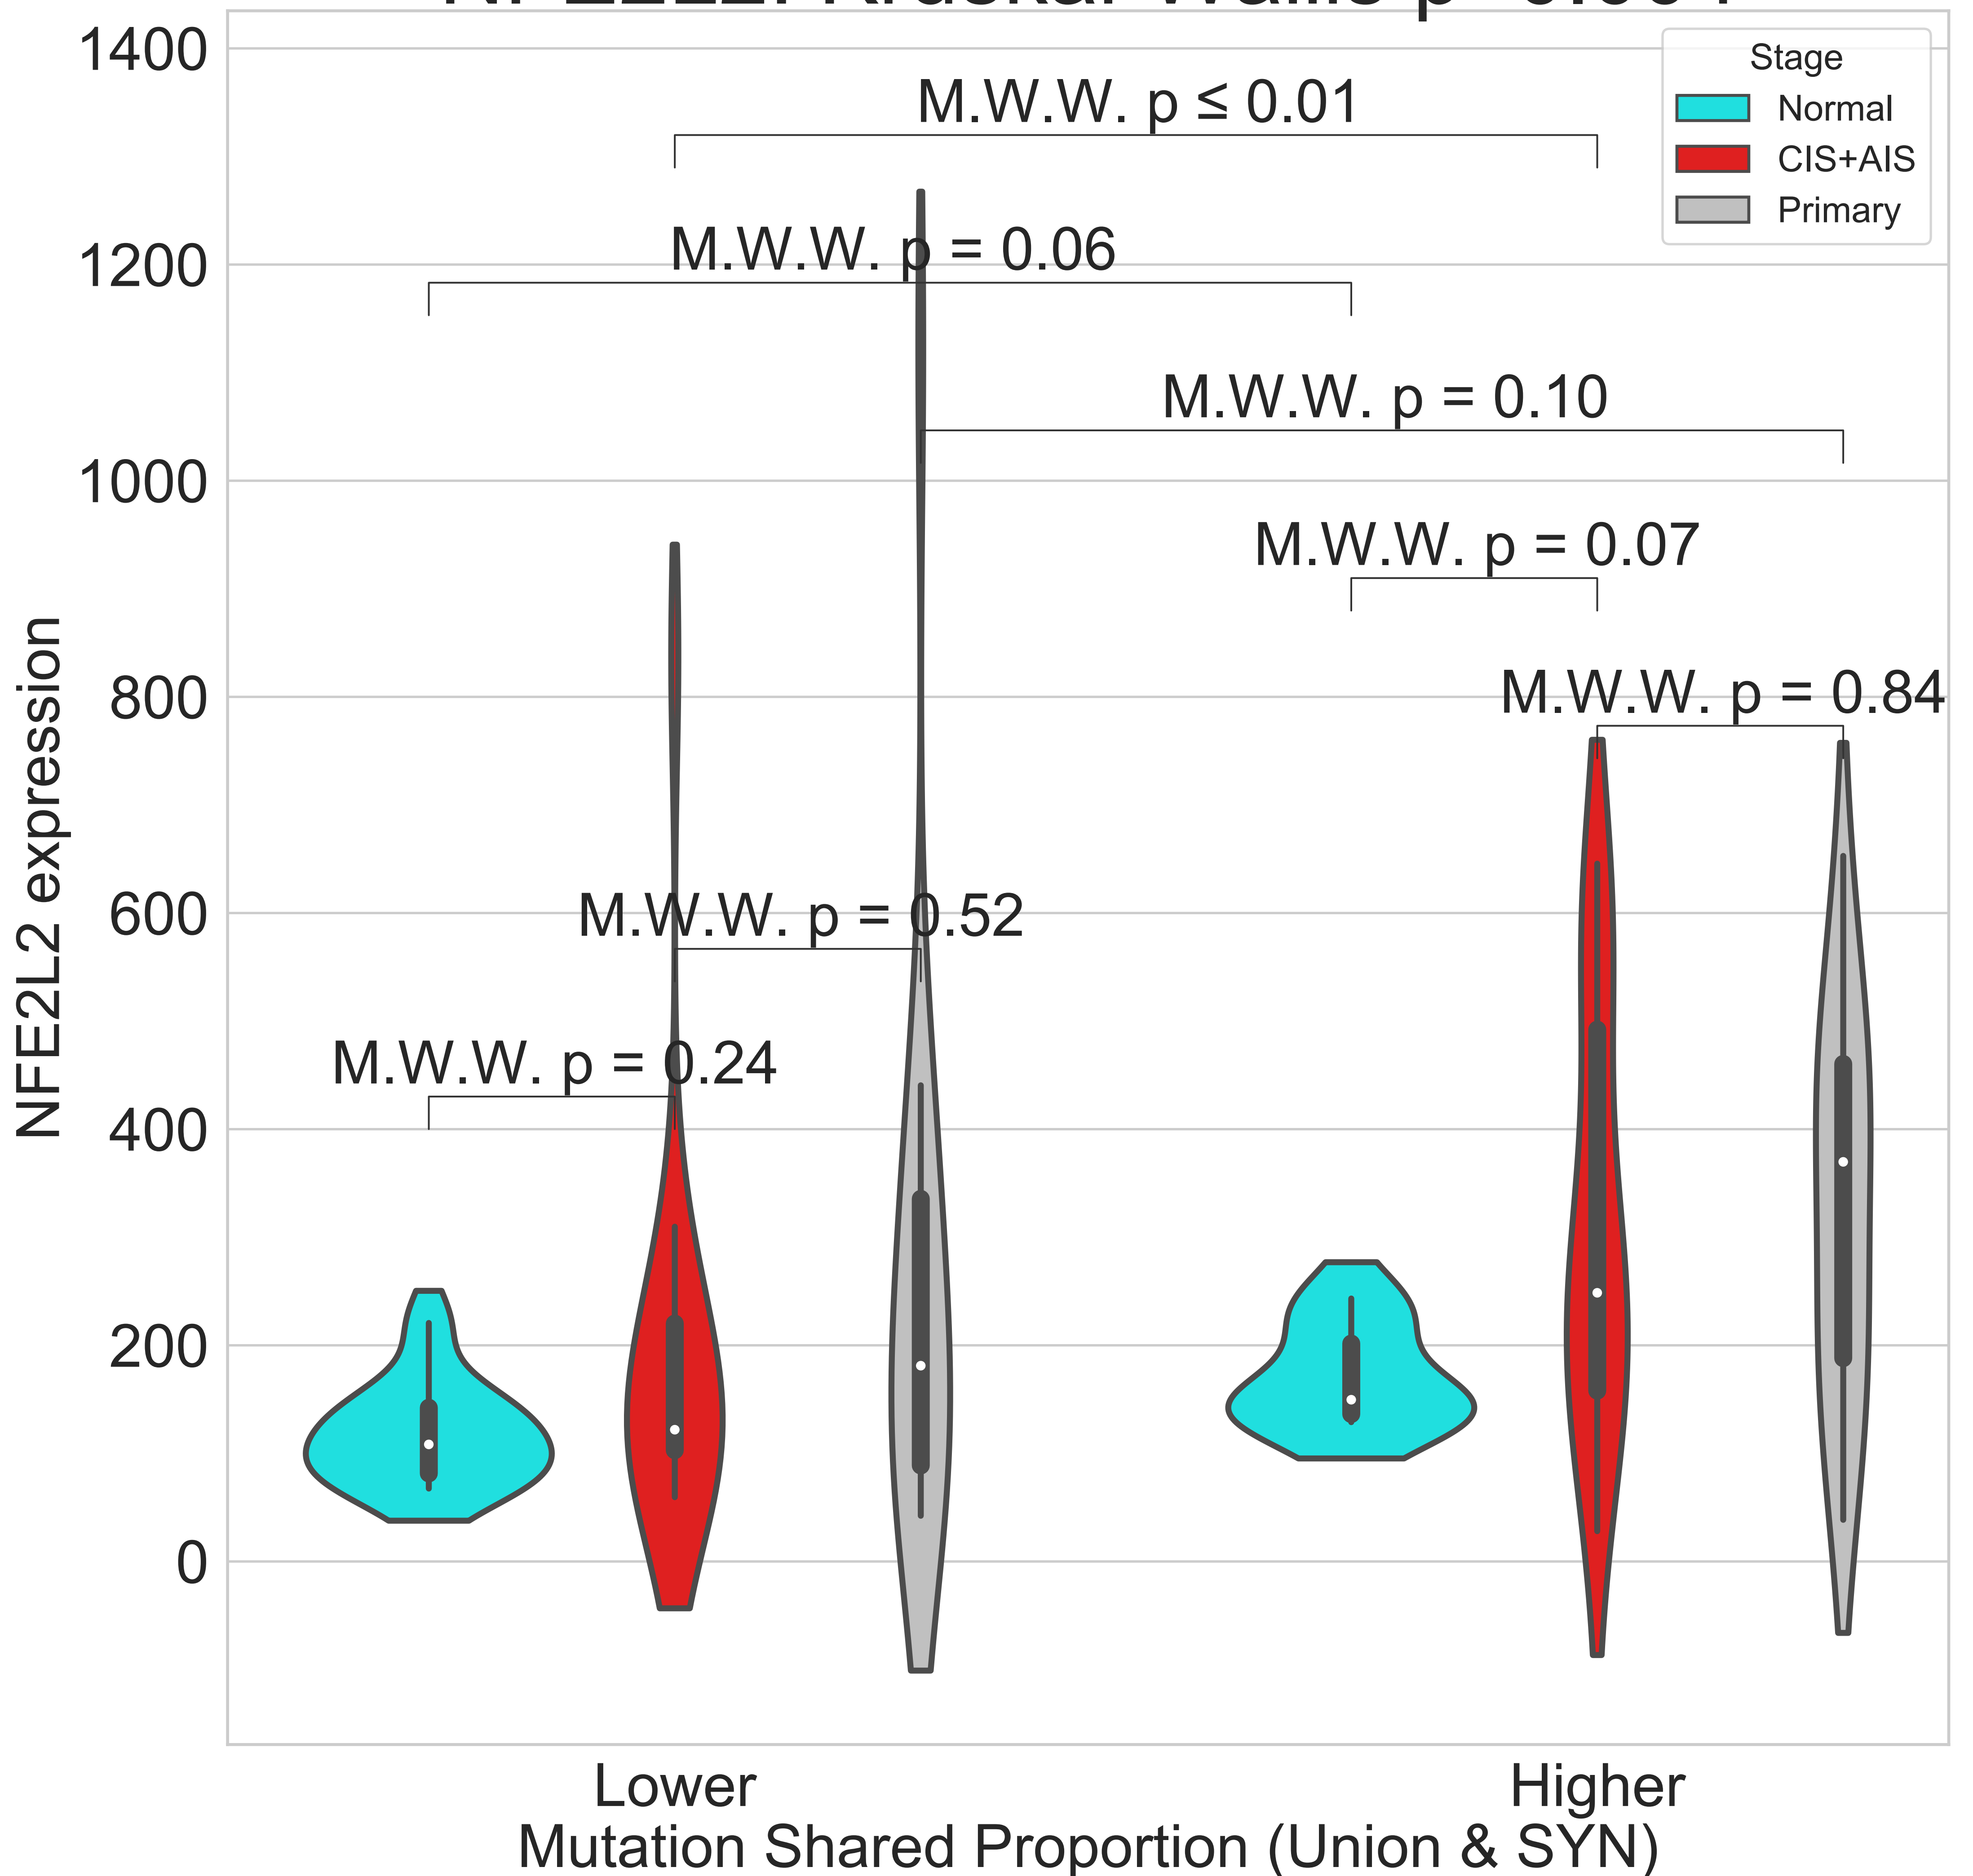 1400
Stage
Normal
CIS+AIS
Primary
M.W.W. p ≤ 0.01
1200
M.W.W. p = 0.06
M.W.W. p = 0.10
1000
M.W.W. p = 0.07
800
M.W.W. p = 0.84
600
M.W.W. p = 0.52
M.W.W. p = 0.24
400
200
0
NFE2L2 expression
Lower
Higher
Mutation Shared Proportion (Union & SYN)